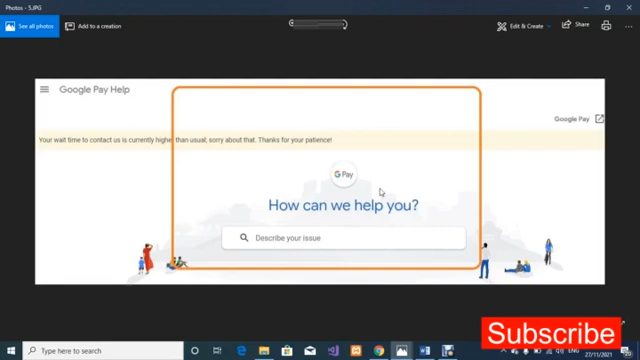 Photos - 5.JPG
See all photos
Add to a creation
Edit & Create
Share
Google Pay Help
Google Pay
Your wait time to contact us is currently higher than usual; sorry about that. Thanks for your patience!
G Pay
How can we help you?
Describe your issue
Subscribe
Type here to search
27/11/2021